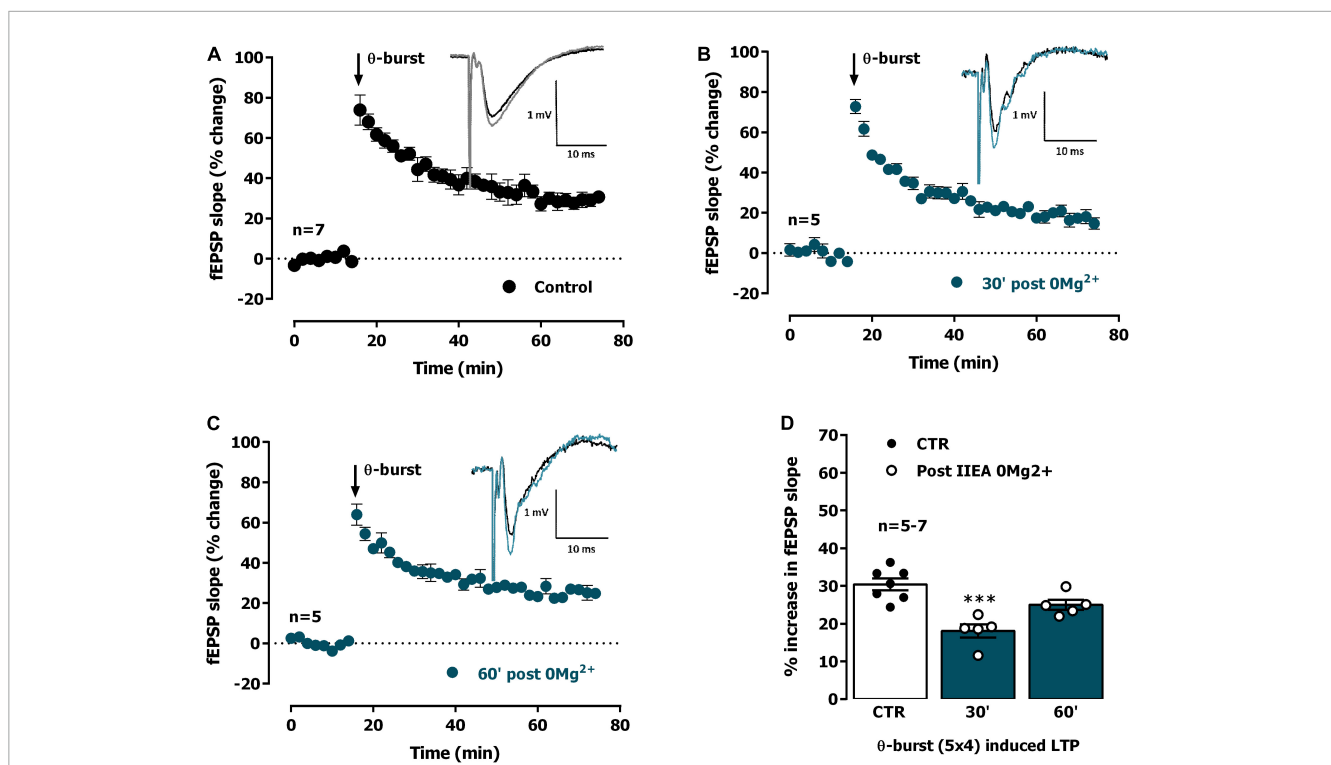 A
θ-burst
fEPSP slope (% change)
100
80
60
40
20
0
-20
1 mV
10 ms
n=7
Control
0 20 40 60 80
Time (min)
B
θ-burst
fEPSP slope (% change)
100
80
60
40
20
0
-20
1 mV
10 ms
n=5
30' post 0Mg²⁺
0 20 40 60 80
Time (min)
C
θ-burst
fEPSP slope (% change)
100
80
60
40
20
0
-20
1 mV
10 ms
n=5
60' post 0Mg²⁺
0 20 40 60 80
Time (min)
D
% increase in fEPSP slope
70
60
50
40
30
20
10
0
CTR
Post IIEA 0Mg2+
n=5-7
***
CTR 30' 60'
θ-burst (5x4) induced LTP